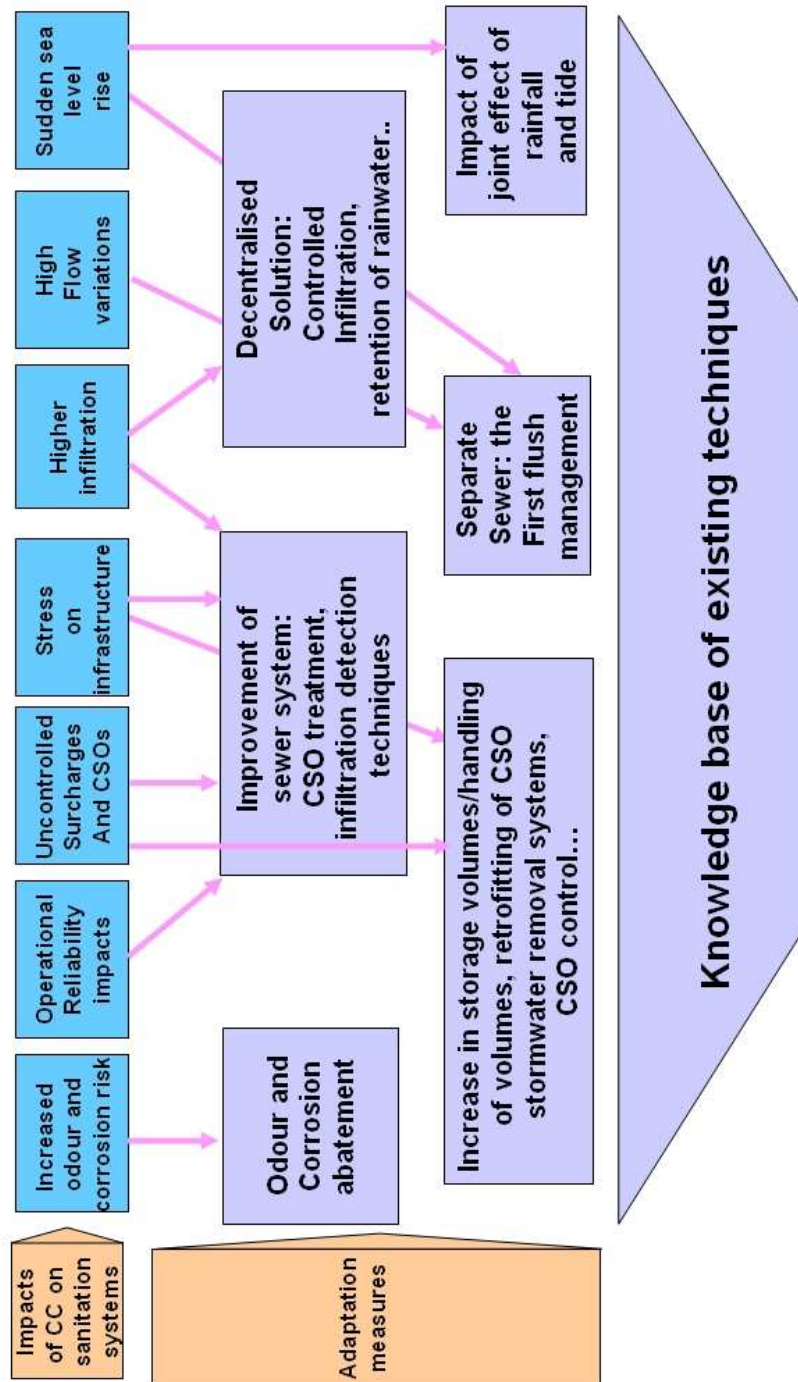 Impacts
of CC on
sanitation
systems
Increased
odour and
corrosion risk
Operational
Reliability
impacts
Uncontrolled
Surcharges
And CSOs
Stress
on
infrastructure
Higher
infiltration
High
Flow
variations
Sudden sea
level
rise
Adaptation
measures
Odour and
Corrosion
abatement
Improvement of
sewer system:
CSO treatment,
infiltration detection
techniques
Decentralised
Solution:
Controlled
Infiltration,
retention of rainwater..
Increase in storage volumes/handling
of volumes, retrofitting of CSO
stormwater removal systems,
CSO control...
Separate
Sewer: the
First flush
management
Impact of
joint effect of
rainfall
and tide
Knowledge base of existing techniques